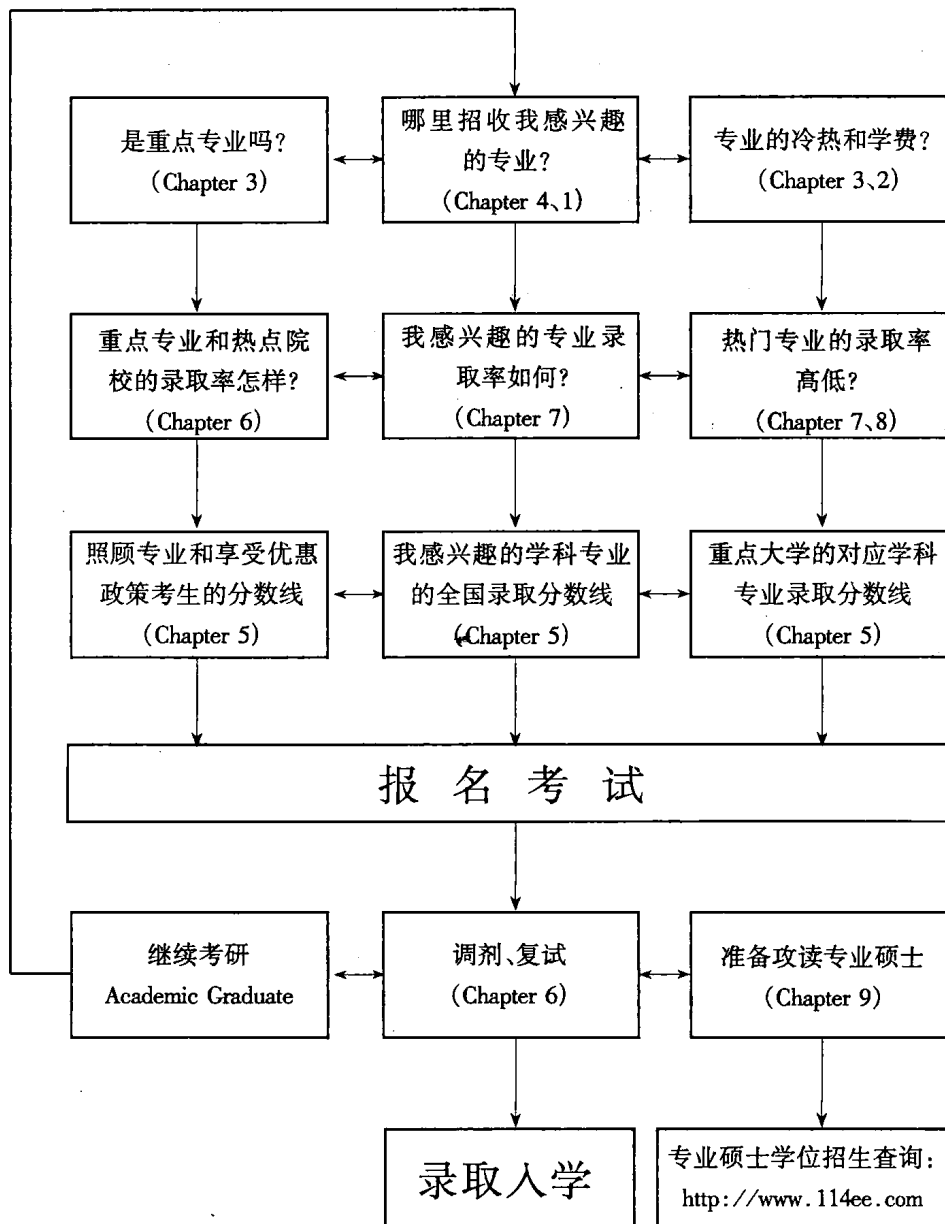 是重点专业吗?
(Chapter 3)
哪里招收我感兴趣
的专业?
(Chapter 4、1)
专业的冷热和学费?
(Chapter 3、2)
重点专业和热点院
校的录取率怎样?
(Chapter 6)
我感兴趣的专业录
取率如何?
(Chapter 7)
热门专业的录取率
高低?
(Chapter 7、8)
照顾专业和享受优惠
政策考生的分数线
(Chapter 5)
我感兴趣的学科专业
的全国录取分数线
(Chapter 5)
重点大学的对应学科
专业录取分数线
(Chapter 5)
报名考试
继续考研
Academic Graduate
调剂、复试
(Chapter 6)
准备攻读专业硕士
(Chapter 9)
录取入学
专业硕士学位招生查询:
http://www.114ee.com